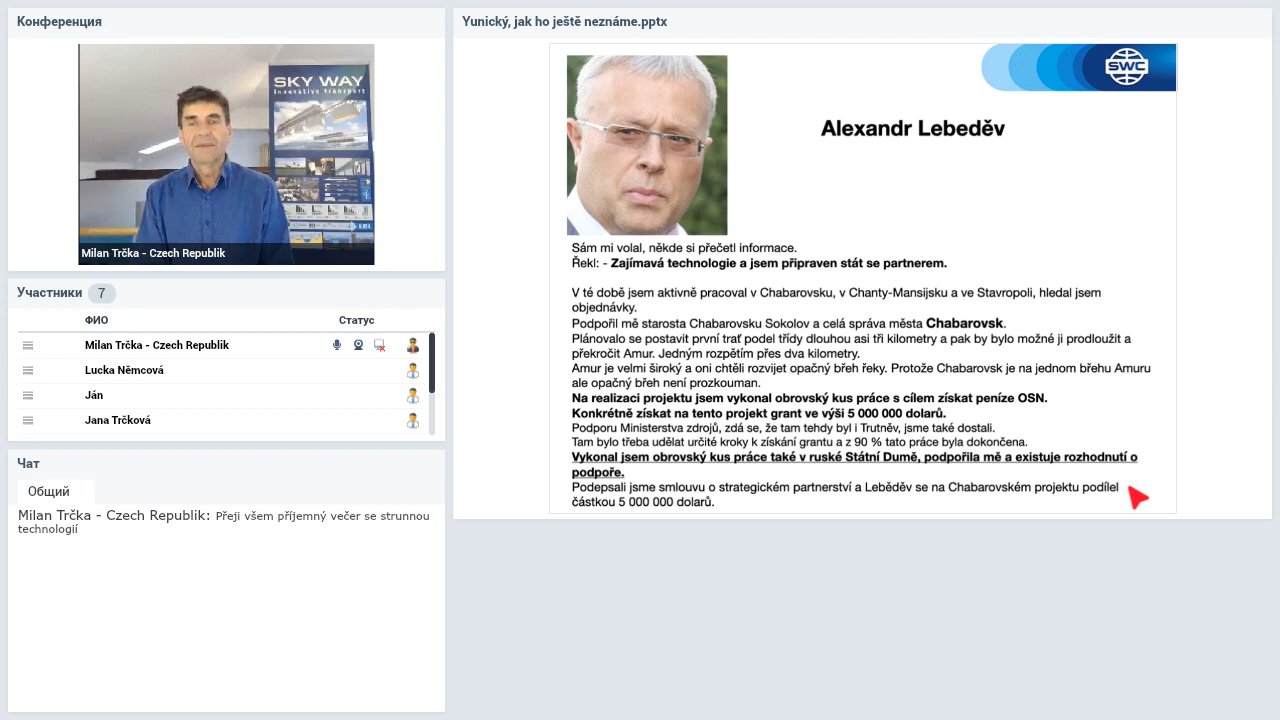 Конференция
SKY WAY
Innovative transport
Milan Trčka - Czech Republik
Участники 7
ФИО Статус
Milan Trčka - Czech Republik
Lucka Němcová
Ján
Jana Trčková
Чат
Общий
Milan Trčka - Czech Republik: Přeji všem příjemný večer se strunnou
technologií
Yunický, jak ho ještě neznáme.pptx
SWC
Alexandr Lebeděv
Sám mi volal, někde si přečetl informace.
Řekl: - Zajímavá technologie a jsem připraven stát se partnerem.
V té době jsem aktivně pracoval v Chabarovsku, v Chanty-Mansijsku a ve Stavropoli, hledal jsem
objednávky.
Podpořil mě starosta Chabarovsku Sokolov a celá správa města Chabarovsk.
Plánovalo se postavit první trať podel třídy dlouhou asi tři kilometry a pak by bylo možné ji prodloužit a
překročit Amur. Jedným rozpětím přes dva kilometry.
Amur je velmi široký a oni chtěli rozvijet opačný břeh řeky. Protože Chabarovsk je na jednom břehu Amuru
ale opačný břeh není prozkouman.
Na realizaci projektu jsem vykonal obrovský kus práce s cílem získat peníze OSN.
Konkrétně získat na tento projekt grant ve výši 5 000 000 dolarů.
Podporu Ministerstva zdrojů, zdá se, že tam tehdy byl i Trutněv, jsme také dostali.
Tam bylo třeba udělat určité kroky k získání grantu a z 90 % tato práce byla dokončena.
Vykonal jsem obrovský kus práce také v ruské Státní Dumě, podpořila mě a existuje rozhodnutí o
podpoře.
Podepsali jsme smlouvu o strategickém partnerství a Leběděv se na Chabarovském projektu podílel
částkou 5 000 000 dolarů.